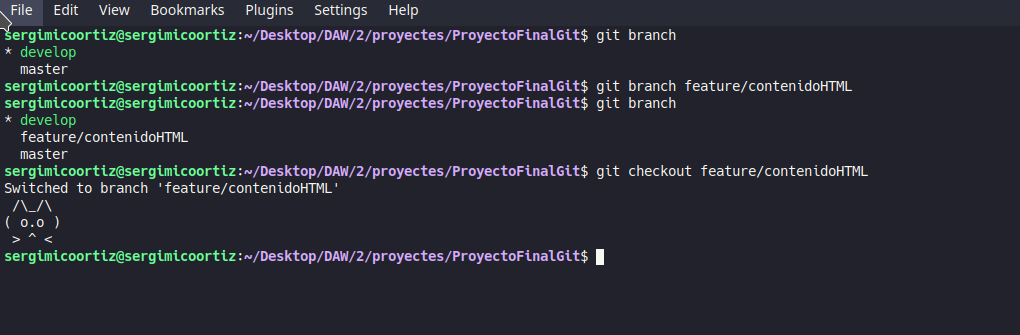 File Edit View Bookmarks Plugins Settings Help
sergimicoortiz@sergimicoortiz:~/Desktop/DAW/2/proyectes/ProyectoFinalGit$ git branch
* develop
  master
sergimicoortiz@sergimicoortiz:~/Desktop/DAW/2/proyectes/ProyectoFinalGit$ git branch feature/contenidoHTML
sergimicoortiz@sergimicoortiz:~/Desktop/DAW/2/proyectes/ProyectoFinalGit$ git branch
* develop
  feature/contenidoHTML
  master
sergimicoortiz@sergimicoortiz:~/Desktop/DAW/2/proyectes/ProyectoFinalGit$ git checkout feature/contenidoHTML
Switched to branch 'feature/contenidoHTML'
 /\_/\
( o.o )
 > ^ <
sergimicoortiz@sergimicoortiz:~/Desktop/DAW/2/proyectes/ProyectoFinalGit$